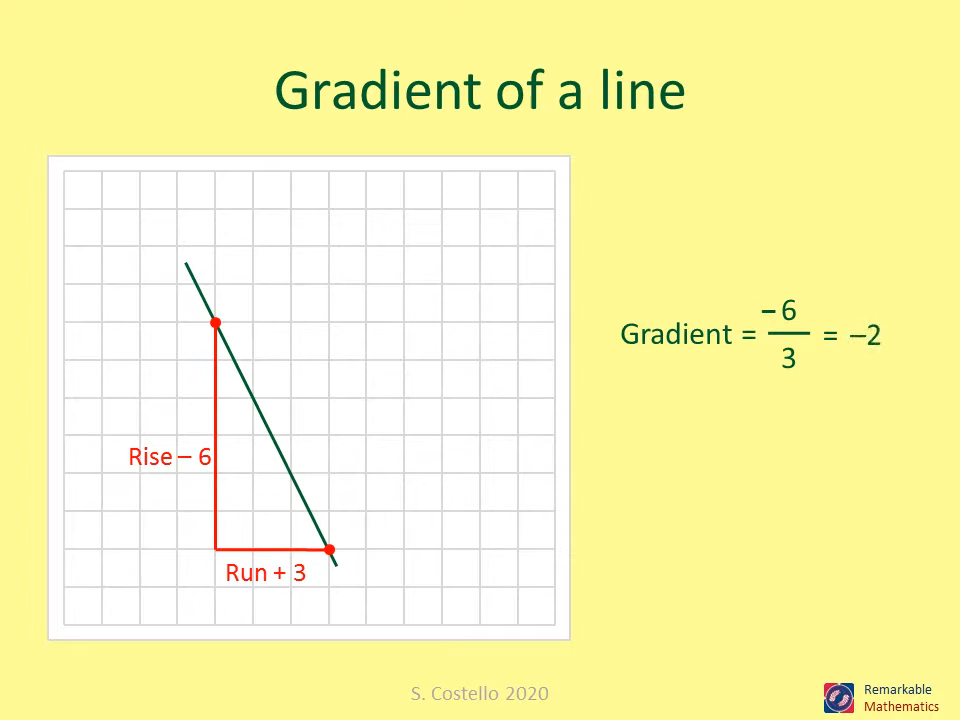 Gradient of a line
Rise – 6
Run + 3
Gradient = – 6 / 3 = –2
S. Costello 2020
Remarkable
Mathematics